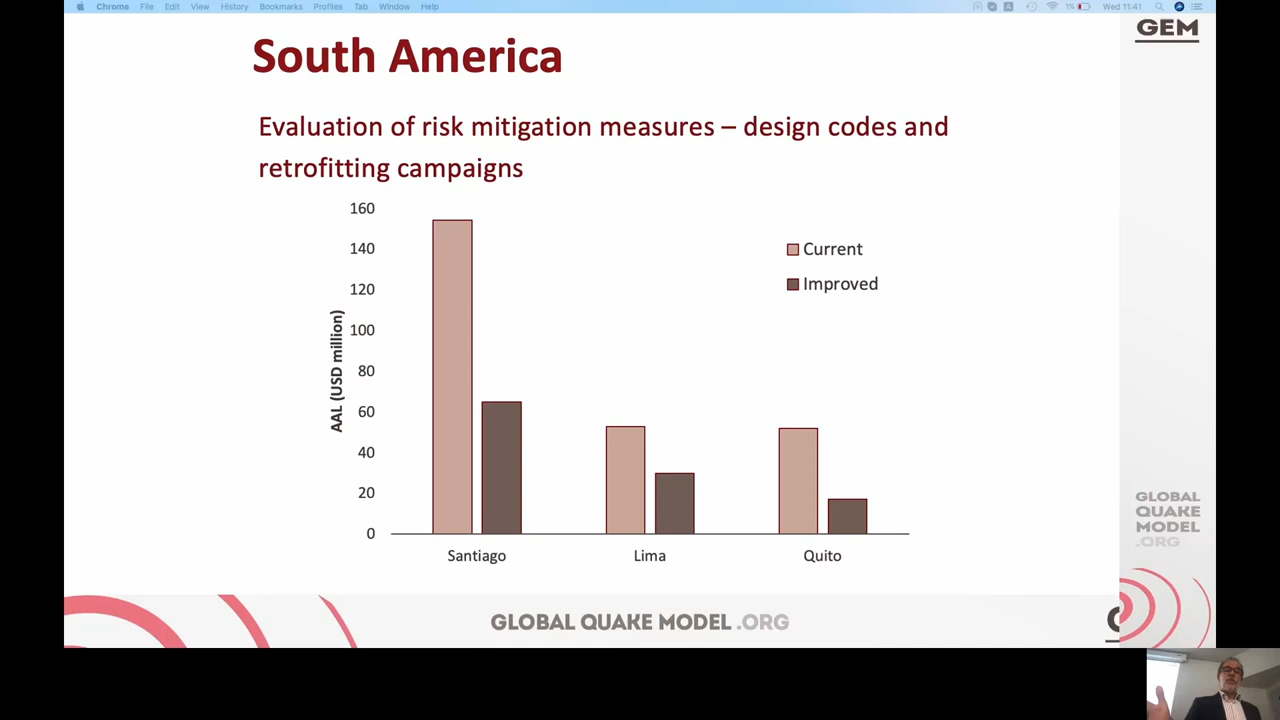 Chrome File Edit View History Bookmarks Profiles Tab Window Help
1% Wed 11:41
GEM
South America
Evaluation of risk mitigation measures – design codes and
retrofitting campaigns
160
140
120
100
80
60
40
20
0
AAL (USD million)
Current
Improved
Santiago Lima Quito
GLOBAL
QUAKE
MODEL
.ORG
GLOBAL QUAKE MODEL .ORG